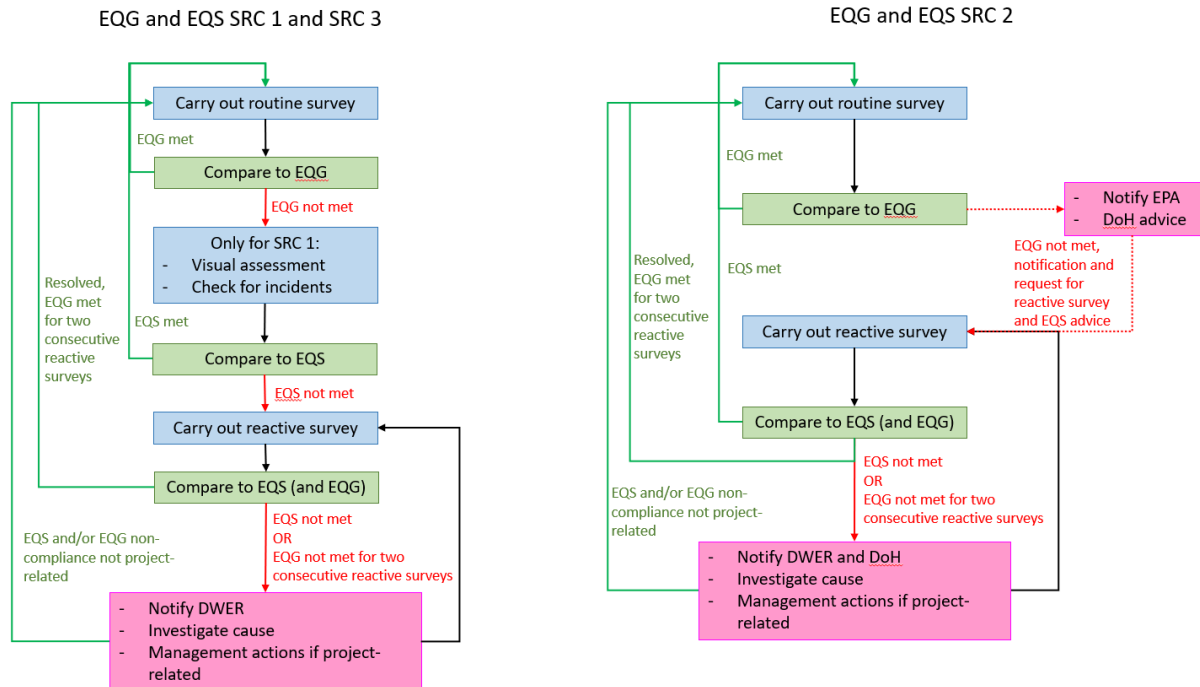 EQG and EQS SRC 1 and SRC 3
Carry out routine survey
EQG met
Compare to EQG
EQG not met
Only for SRC 1:
- Visual assessment
- Check for incidents
Resolved,
EQG met
for two
consecutive
reactive
surveys
EQS met
Compare to EQS
EQS not met
Carry out reactive survey
Compare to EQS (and EQG)
EQS not met
OR
EQG not met for two
consecutive reactive surveys
EQS and/or EQG non-
compliance not project-
related
- Notify DWER
- Investigate cause
- Management actions if project-
related
EQG and EQS SRC 2
Carry out routine survey
EQG met
Compare to EQG
- Notify EPA
- DoH advice
EQG not met,
notification and
request for
reactive survey
and EQS advice
Resolved,
EQG met
for two
consecutive
reactive
surveys
EQS met
Carry out reactive survey
Compare to EQS (and EQG)
EQS not met
OR
EQG not met for two
consecutive reactive surveys
EQS and/or EQG non-
compliance not project-
related
- Notify DWER and DoH
- Investigate cause
- Management actions if project-
related